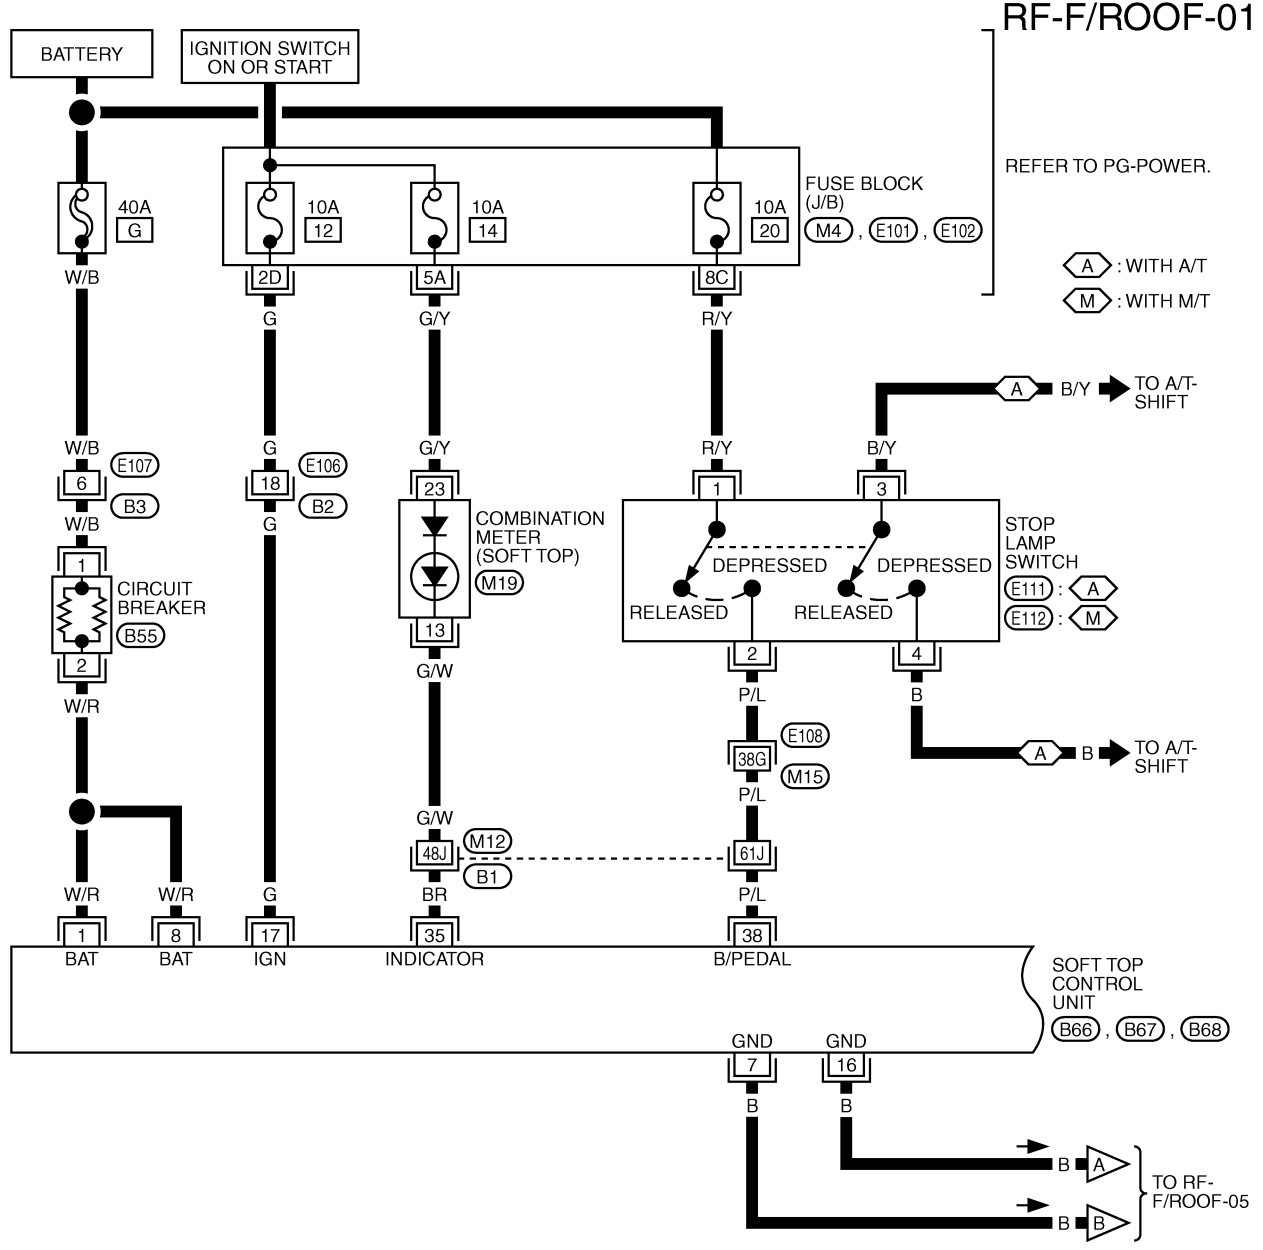 RF-F/ROOF-01
BATTERY
IGNITION SWITCH
ON OR START
REFER TO PG-POWER.
FUSE BLOCK
(J/B)
M4 , E101 , E102
40A
G
10A
12
10A
14
10A
20
A : WITH A/T
M : WITH M/T
W/B
2D
5A
8C
G
G/Y
R/Y
A
B/Y
TO A/T-
SHIFT
W/B
G
G/Y
R/Y
B/Y
6
E107
B3
18
E106
B2
23
1
3
W/B
G
COMBINATION
METER
(SOFT TOP)
M19
STOP
LAMP
SWITCH
E111 : A
E112 : M
DEPRESSED
DEPRESSED
RELEASED
RELEASED
1
CIRCUIT
BREAKER
B55
2
13
2
4
W/R
G/W
P/L
B
38G
E108
M15
A
B
TO A/T-
SHIFT
P/L
G/W
48J
M12
B1
61J
W/R
W/R
G
BR
P/L
1
8
17
35
38
BAT
BAT
IGN
INDICATOR
B/PEDAL
SOFT TOP
CONTROL
UNIT
B66 , B67 , B68
GND
GND
7
16
B
B
B
A
B
B
TO RF-
F/ROOF-05